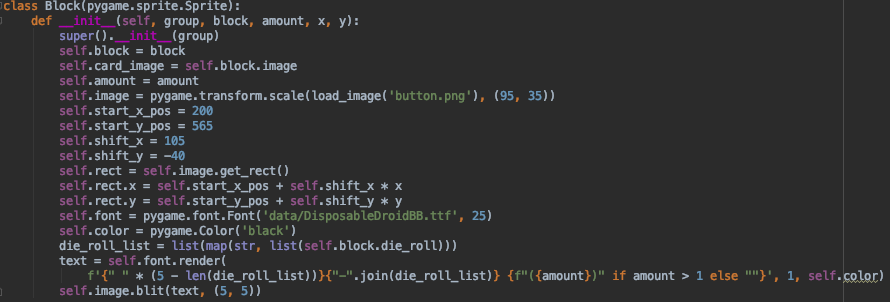 class Block(pygame.sprite.Sprite):
    def __init__(self, group, block, amount, x, y):
        super().__init__(group)
        self.block = block
        self.card_image = self.block.image
        self.amount = amount
        self.image = pygame.transform.scale(load_image('button.png'), (95, 35))
        self.start_x_pos = 200
        self.start_y_pos = 565
        self.shift_x = 105
        self.shift_y = -40
        self.rect = self.image.get_rect()
        self.rect.x = self.start_x_pos + self.shift_x * x
        self.rect.y = self.start_y_pos + self.shift_y * y
        self.font = pygame.font.Font('data/DisposableDroidBB.ttf', 25)
        self.color = pygame.Color('black')
        die_roll_list = list(map(str, list(self.block.die_roll)))
        text = self.font.render(
            f'{" " * (5 - len(die_roll_list))}{"-".join(die_roll_list)} {f"({amount})" if amount > 1 else ""}', 1, self.color)
        self.image.blit(text, (5, 5))